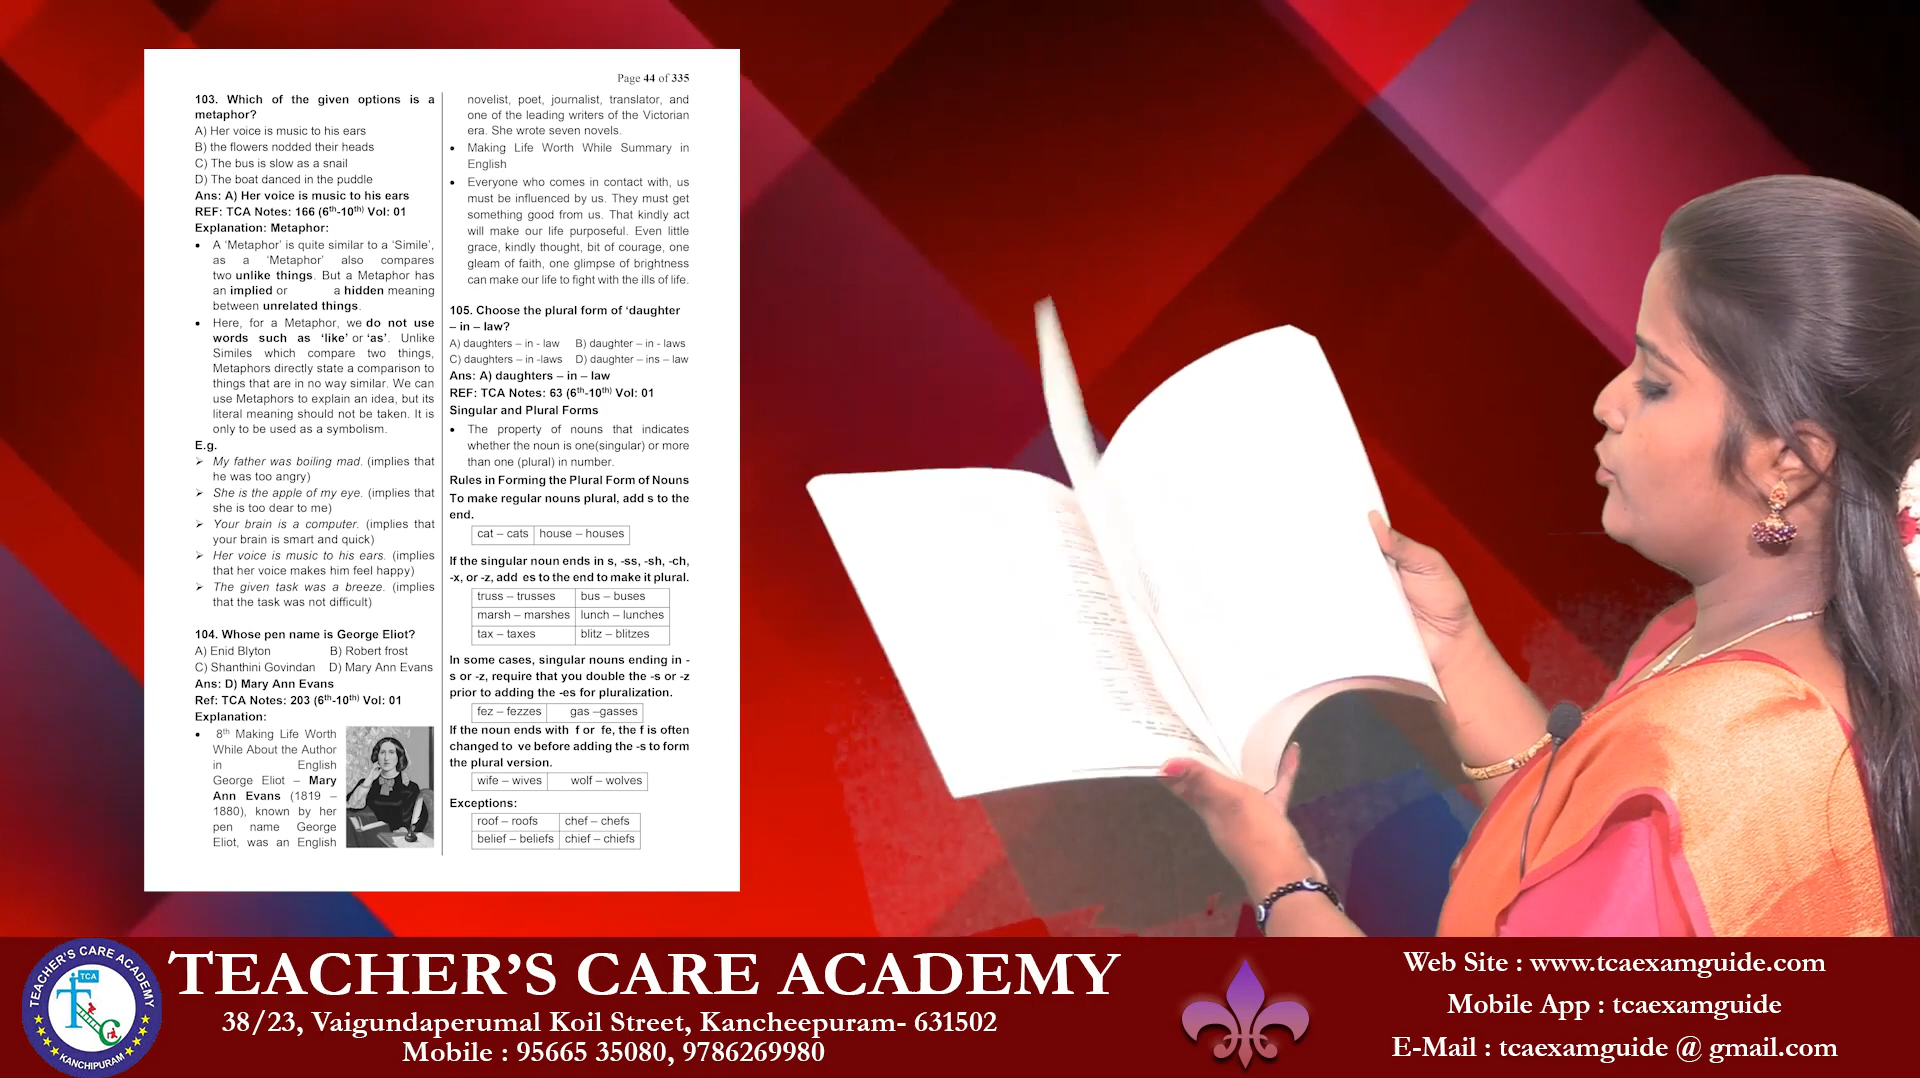 Page 44 of 335
103. Which of the given options is a
metaphor?
A) Her voice is music to his ears
B) the flowers nodded their heads
C) The bus is slow as a snail
D) The boat danced in the puddle
Ans: A) Her voice is music to his ears
REF: TCA Notes: 166 (6th-10th) Vol: 01
Explanation: Metaphor:
• A ‘Metaphor’ is quite similar to a ‘Simile’,
as a ‘Metaphor’ also compares
two unlike things. But a Metaphor has
an implied or a hidden meaning
between unrelated things.
• Here, for a Metaphor, we do not use
words such as ‘like’ or ‘as’. Unlike
Similes which compare two things,
Metaphors directly state a comparison to
things that are in no way similar. We can
use Metaphors to explain an idea, but its
literal meaning should not be taken. It is
only to be used as a symbolism.
E.g.
➢ My father was boiling mad. (implies that
he was too angry)
➢ She is the apple of my eye. (implies that
she is too dear to me)
➢ Your brain is a computer. (implies that
your brain is smart and quick)
➢ Her voice is music to his ears. (implies
that her voice makes him feel happy)
➢ The given task was a breeze. (implies
that the task was not difficult)
104. Whose pen name is George Eliot?
A) Enid Blyton B) Robert frost
C) Shanthini Govindan D) Mary Ann Evans
Ans: D) Mary Ann Evans
Ref: TCA Notes: 203 (6th-10th) Vol: 01
Explanation:
• 8th Making Life Worth
While About the Author
in English
George Eliot – Mary
Ann Evans (1819 –
1880), known by her
pen name George
Eliot, was an English
novelist, poet, journalist, translator, and
one of the leading writers of the Victorian
era. She wrote seven novels.
• Making Life Worth While Summary in
English
• Everyone who comes in contact with, us
must be influenced by us. They must get
something good from us. That kindly act
will make our life purposeful. Even little
grace, kindly thought, bit of courage, one
gleam of faith, one glimpse of brightness
can make our life to fight with the ills of life.
105. Choose the plural form of ‘daughter
– in – law?
A) daughters – in - law B) daughter – in - laws
C) daughters – in -laws D) daughter – ins – law
Ans: A) daughters – in – law
REF: TCA Notes: 63 (6th-10th) Vol: 01
Singular and Plural Forms
• The property of nouns that indicates
whether the noun is one(singular) or more
than one (plural) in number.
Rules in Forming the Plural Form of Nouns
To make regular nouns plural, add s to the
end.
cat – cats house – houses
If the singular noun ends in s, -ss, -sh, -ch,
-x, or -z, add es to the end to make it plural.
truss – trusses bus – buses
marsh – marshes lunch – lunches
tax – taxes blitz – blitzes
In some cases, singular nouns ending in -
s or -z, require that you double the -s or -z
prior to adding the -es for pluralization.
fez – fezzes gas –gasses
If the noun ends with f or fe, the f is often
changed to ve before adding the -s to form
the plural version.
wife – wives wolf – wolves
Exceptions:
roof – roofs chef – chefs
belief – beliefs chief – chiefs
TEACHER'S CARE ACADEMY
TCA
KANCHIPURAM
TEACHER’S CARE ACADEMY
38/23, Vaigundaperumal Koil Street, Kancheepuram- 631502
Mobile : 95665 35080, 9786269980
Web Site : www.tcaexamguide.com
Mobile App : tcaexamguide
E-Mail : tcaexamguide @ gmail.com